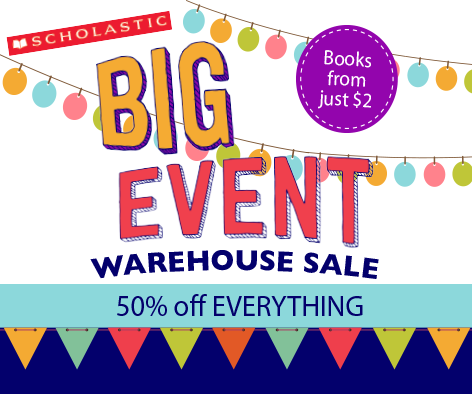 SCHOLASTIC
BIG
EVENT
Books
from
just $2
WAREHOUSE SALE
50% off EVERYTHING